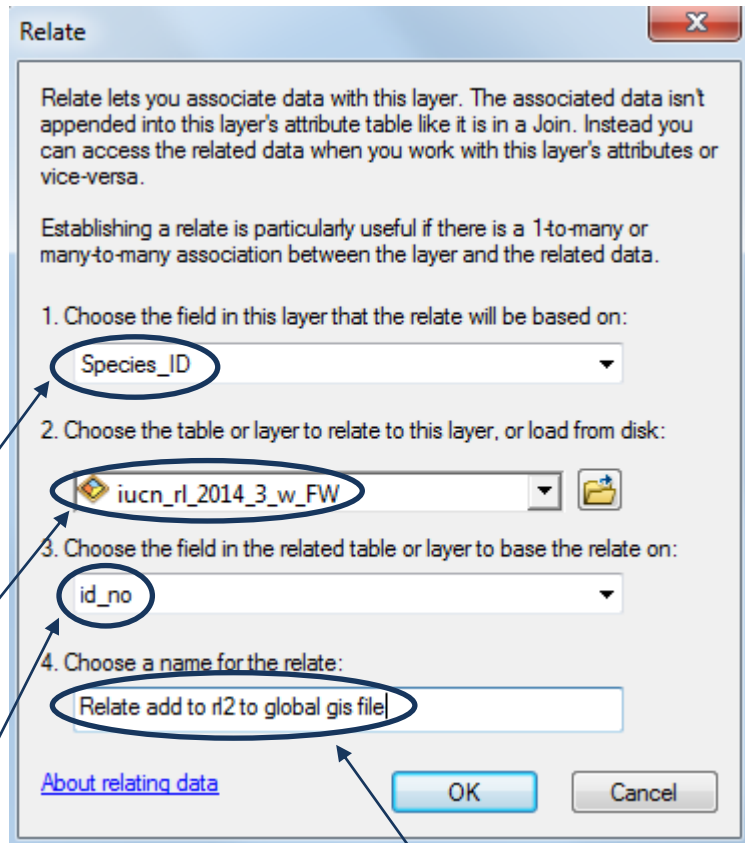 Relate
Relate lets you associate data with this layer. The associated data isn't
appended into this layer's attribute table like it is in a Join. Instead you
can access the related data when you work with this layer's attributes or
vice-versa.
Establishing a relate is particularly useful if there is a 1-to-many or
many-to-many association between the layer and the related data.
1. Choose the field in this layer that the relate will be based on:
Species_ID
2. Choose the table or layer to relate to this layer, or load from disk:
iucn_rl_2014_3_w_FW
3. Choose the field in the related table or layer to base the relate on:
id_no
4. Choose a name for the relate:
Relate add to rl2 to global gis file
About relating data
OK
Cancel